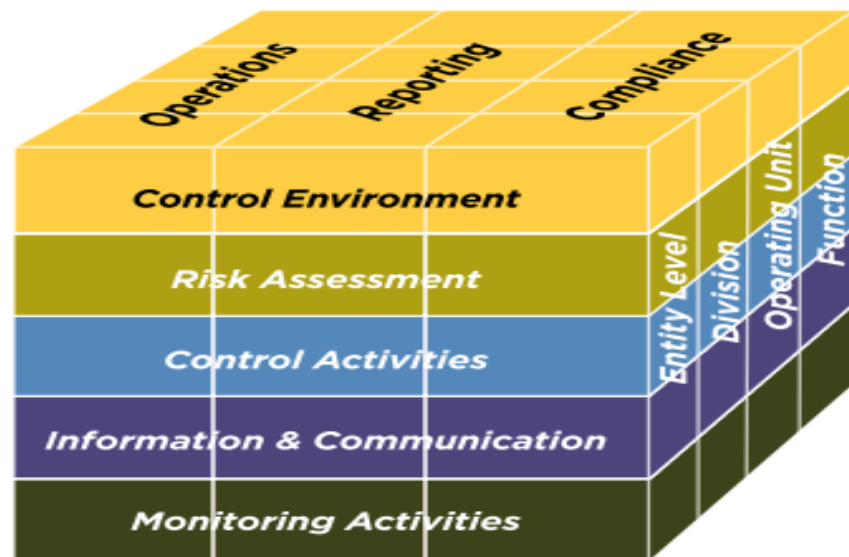 Operations
Reporting
Compliance
Control Environment
Risk Assessment
Control Activities
Information & Communication
Monitoring Activities
Entity Level
Division
Operating Unit
Function